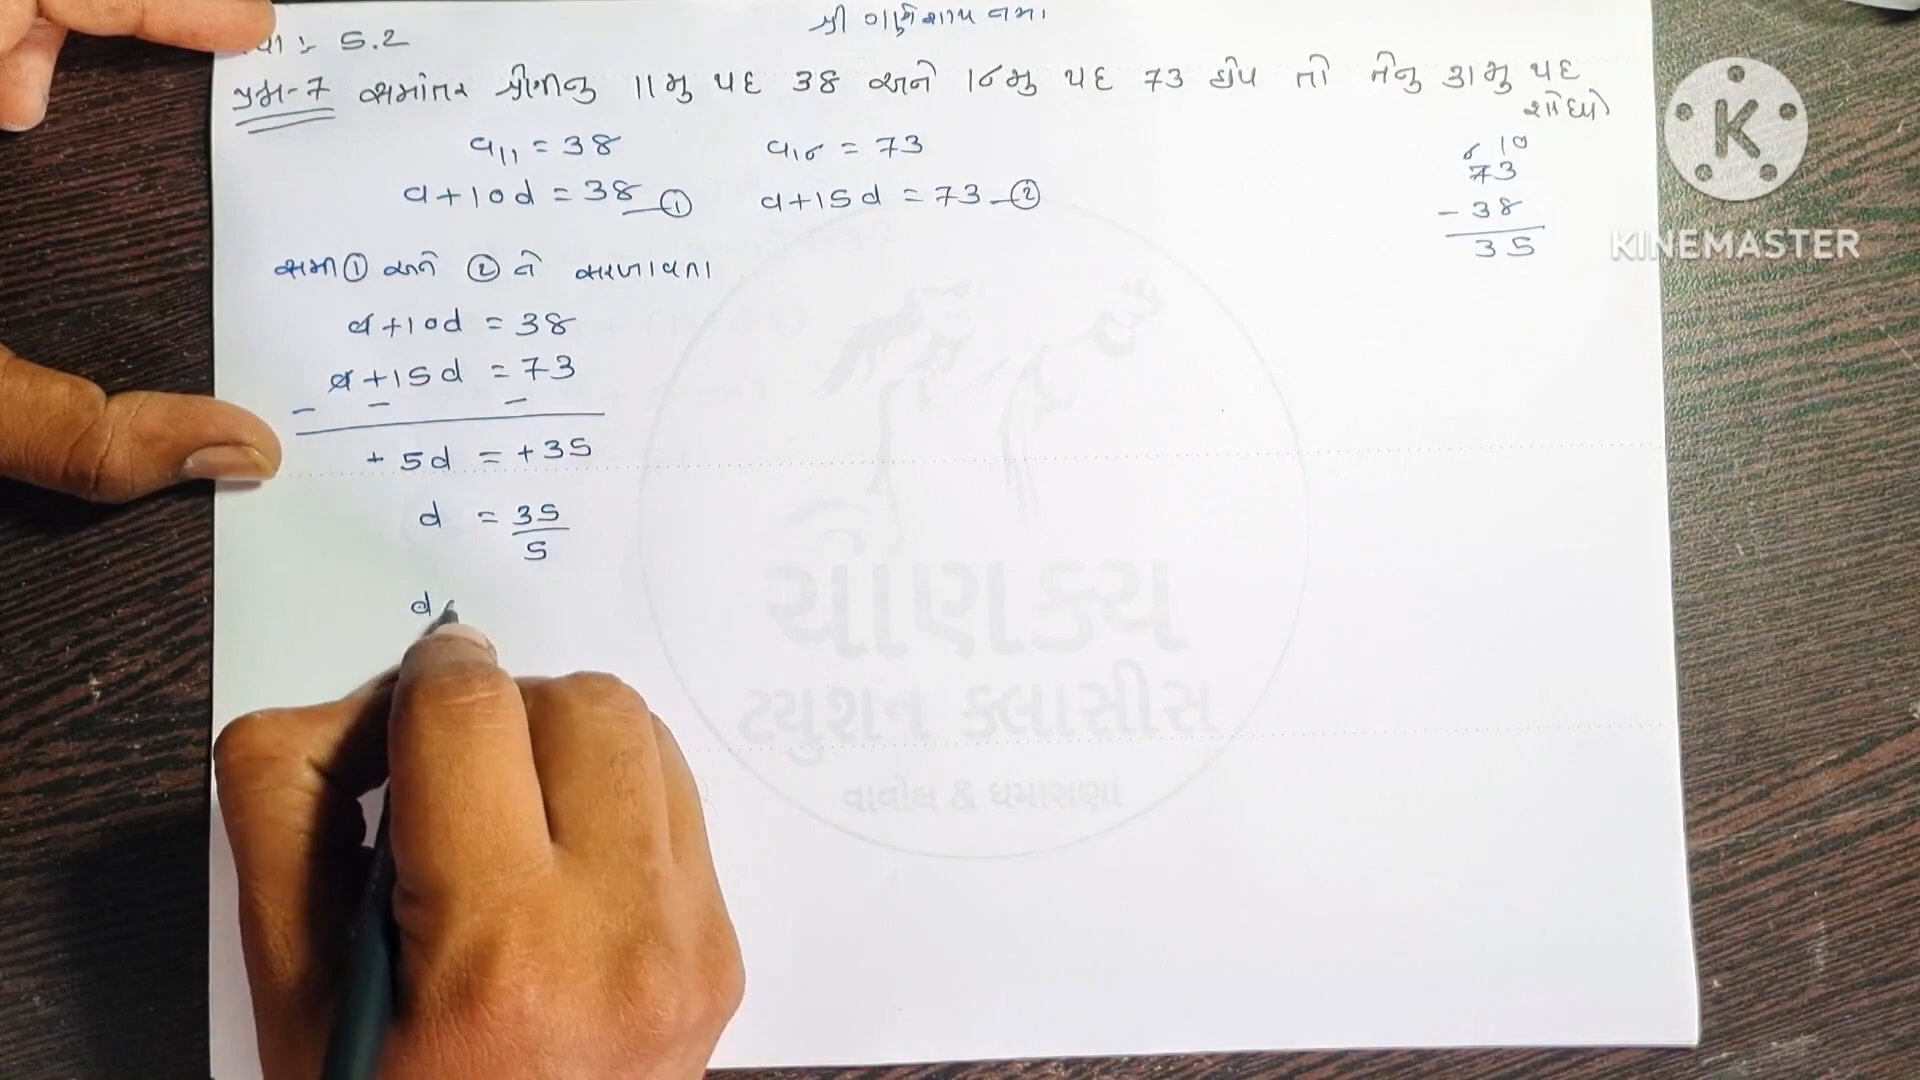 શ્રી ગણેશાય નમઃ
સ્વા :- 5.2
પ્રશ્ન-7 સમાંતર શ્રેણીનુ 11મુ પદ 38 અને 16મુ પદ 73 હોય તો તેનુ 31મુ પદ શોધો
a11 = 38 a16 = 73
a+10d = 38 — ① a+15d = 73 — ②
6 10
73
- 38
35
સમી ① અને ② ને સરખાવતા
a+10d = 38
a+15d = 73
- - -
+ 5d = +35
d = 35/5
d
ચાણક્ય
ટ્યુશન ક્લાસીસ
વાવોલ & ધમાસણા
K
KINEMASTER